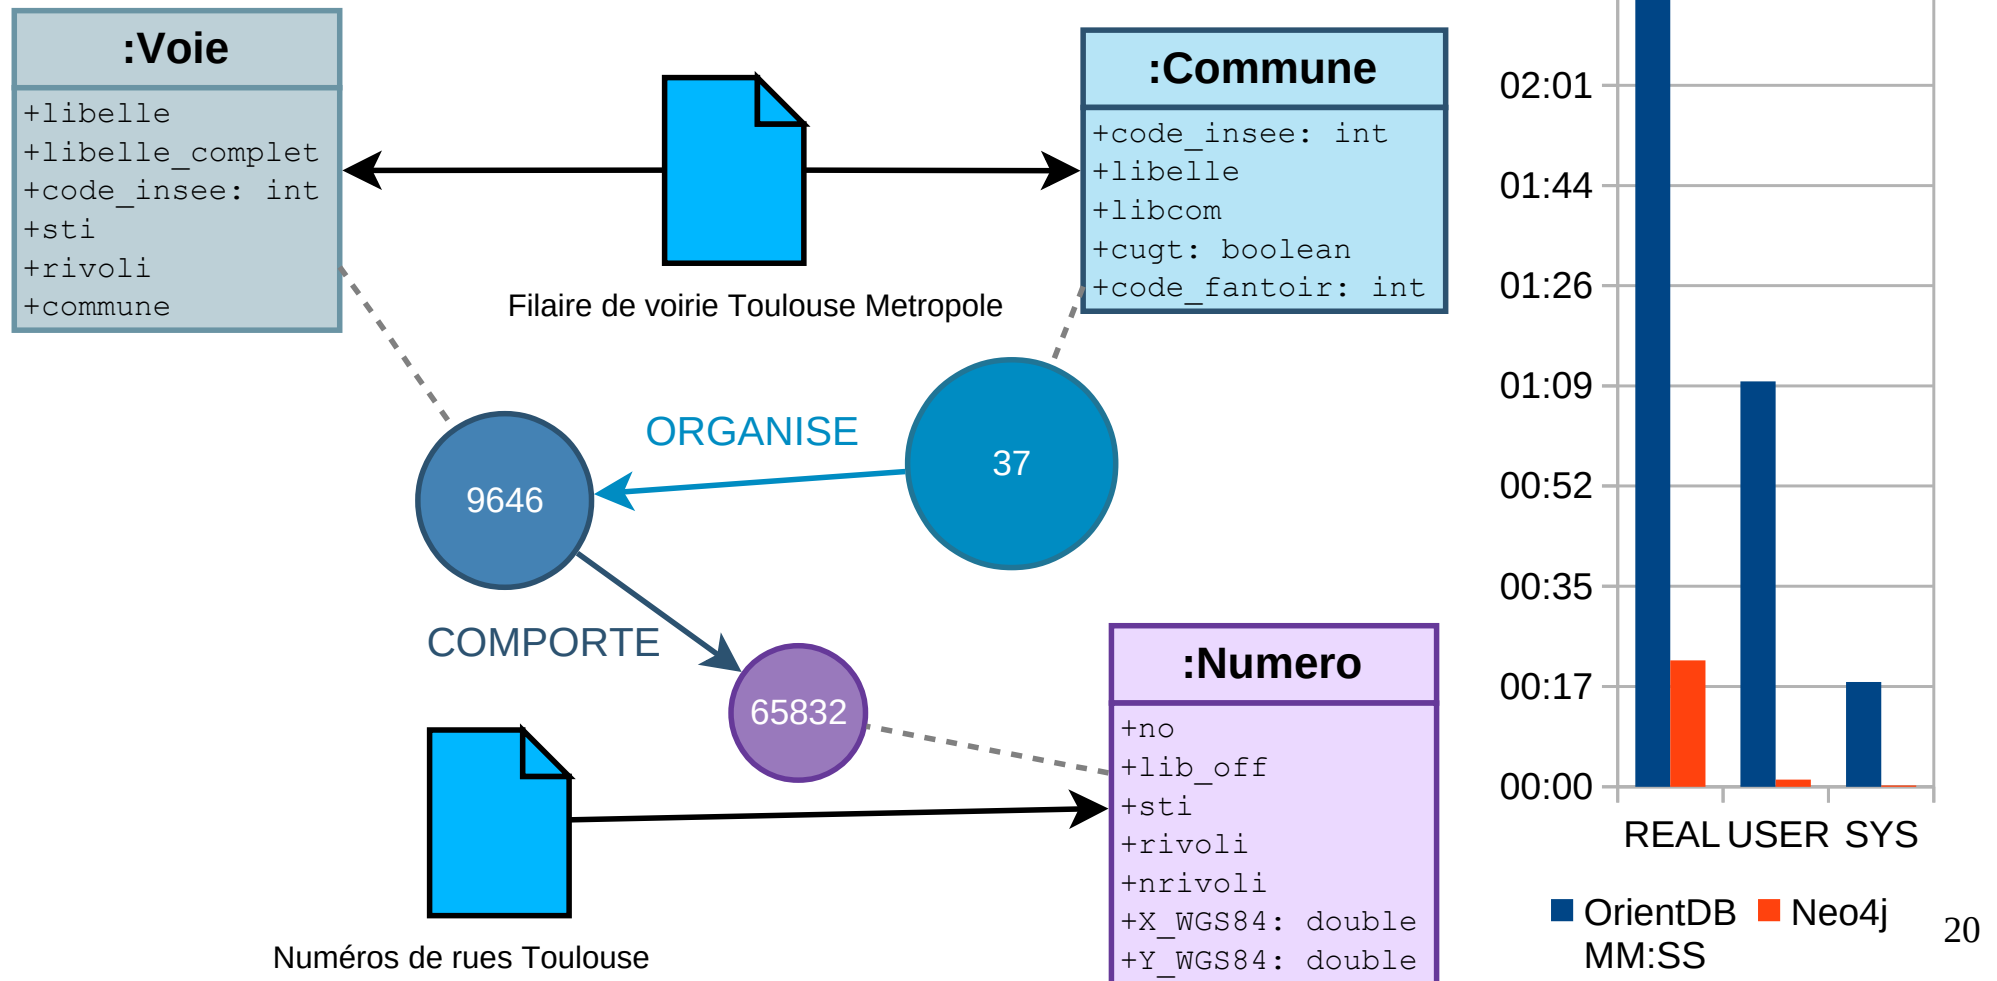 :Voie
+libelle
+libelle_complet
+code_insee: int
+sti
+rivoli
+commune
Filaire de voirie Toulouse Metropole
:Commune
+code_insee: int
+libelle
+libcom
+cugt: boolean
+code_fantoir: int
ORGANISE
37
9646
COMPORTE
65832
Numéros de rues Toulouse
:Numero
+no
+lib_off
+sti
+rivoli
+nrivoli
+X_WGS84: double
+Y_WGS84: double
02:01
01:44
01:26
01:09
00:52
00:35
00:17
00:00
REAL USER SYS
OrientDB Neo4j
MM:SS
20